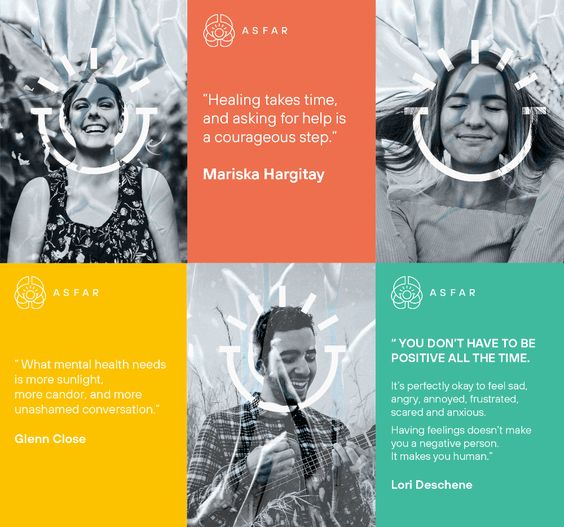 ASFAR
“Healing takes time,
and asking for help is
a courageous step.”
Mariska Hargitay
ASFAR
“ What mental health needs
is more sunlight,
more candor, and more
unashamed conversation.”
Glenn Close
ASFAR
“ YOU DON’T HAVE TO BE
POSITIVE ALL THE TIME.
It’s perfectly okay to feel sad,
angry, annoyed, frustrated,
scared and anxious.
Having feelings doesn’t make
you a negative person.
It makes you human.”
Lori Deschene